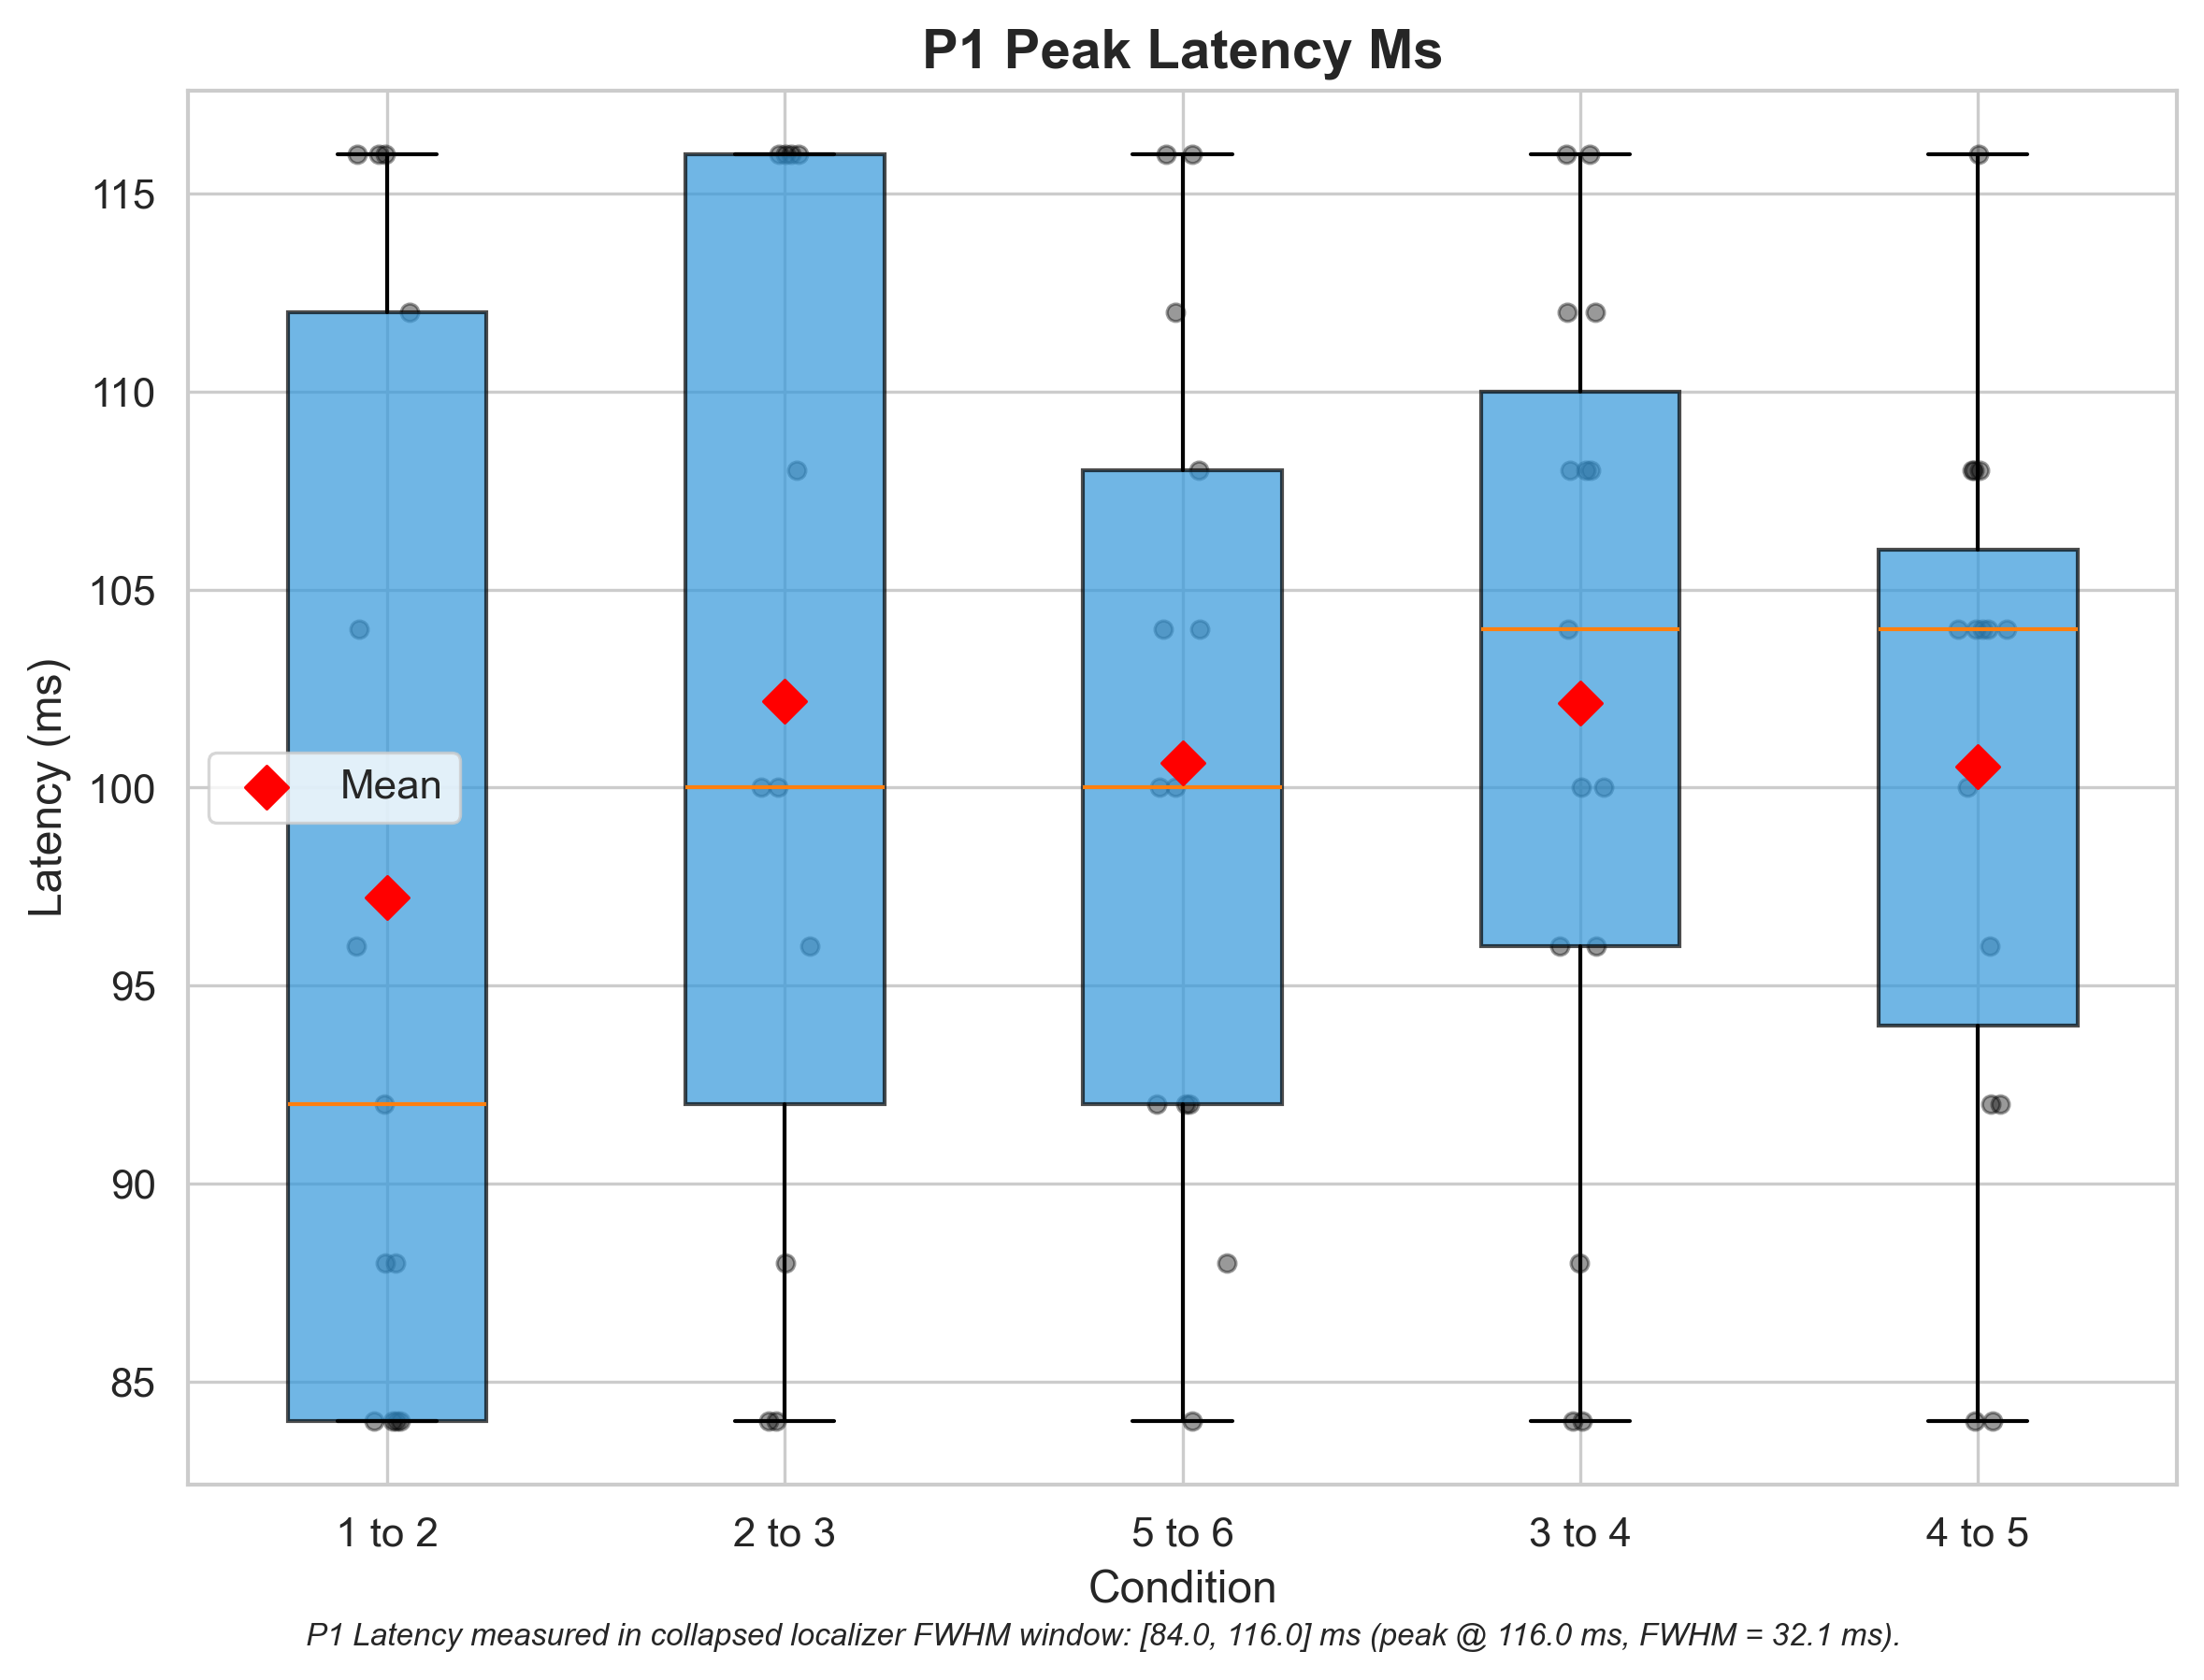 P1 Peak Latency Ms
Latency (ms)
115
110
105
100
95
90
85
Mean
1 to 2
2 to 3
5 to 6
3 to 4
4 to 5
Condition
P1 Latency measured in collapsed localizer FWHM window: [84.0, 116.0] ms (peak @ 116.0 ms, FWHM = 32.1 ms).